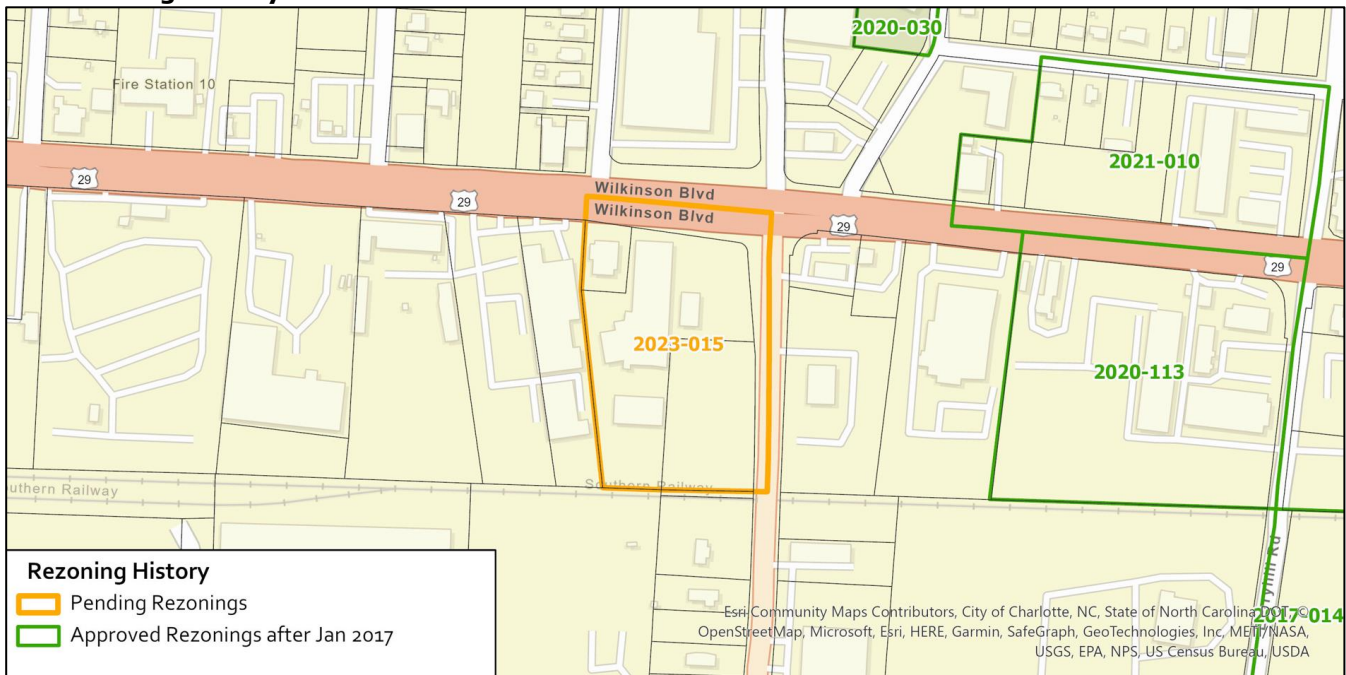 2020-030
Fire Station 10
2021-010
29
Wilkinson Blvd
29
Wilkinson Blvd
29
29
2023-015
2020-113
uthern Railway
Southern Railway
Rezoning History
Pending Rezonings
Approved Rezonings after Jan 2017
ryhill Rd
2017-014
Esri Community Maps Contributors, City of Charlotte, NC, State of North Carolina DOT, ©
OpenStreetMap, Microsoft, Esri, HERE, Garmin, SafeGraph, GeoTechnologies, Inc, METI/NASA,
USGS, EPA, NPS, US Census Bureau, USDA